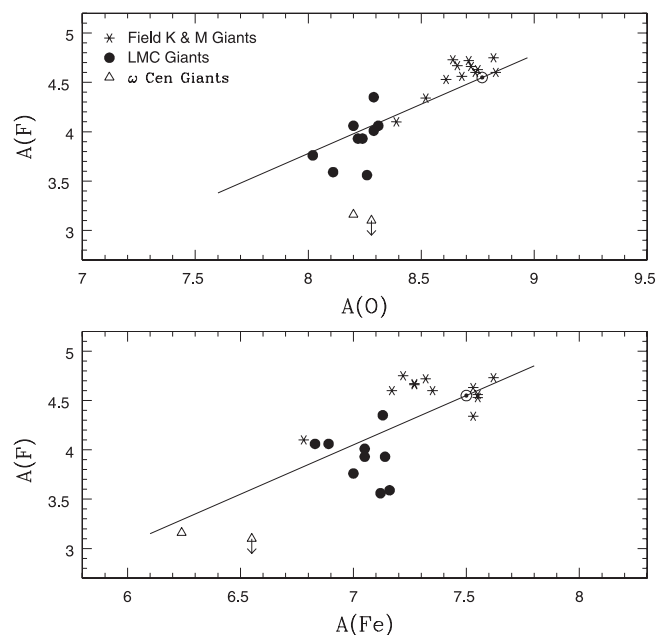 Field K & M Giants
LMC Giants
ω Cen Giants
A(F)
4.5
4
3.5
3
7 7.5 8 8.5 9 9.5
A(O)
A(F)
5
4.5
4
3.5
3
6 6.5 7 7.5 8
A(Fe)